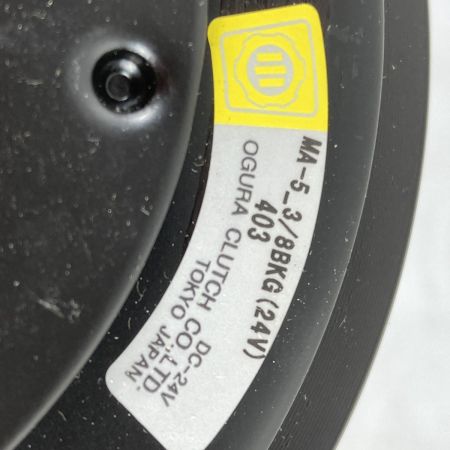 MA-5_3/8BKG(24V)
403
OGURA CLUTCH CO.,LTD.
TOKYO JAPAN
DC-24V